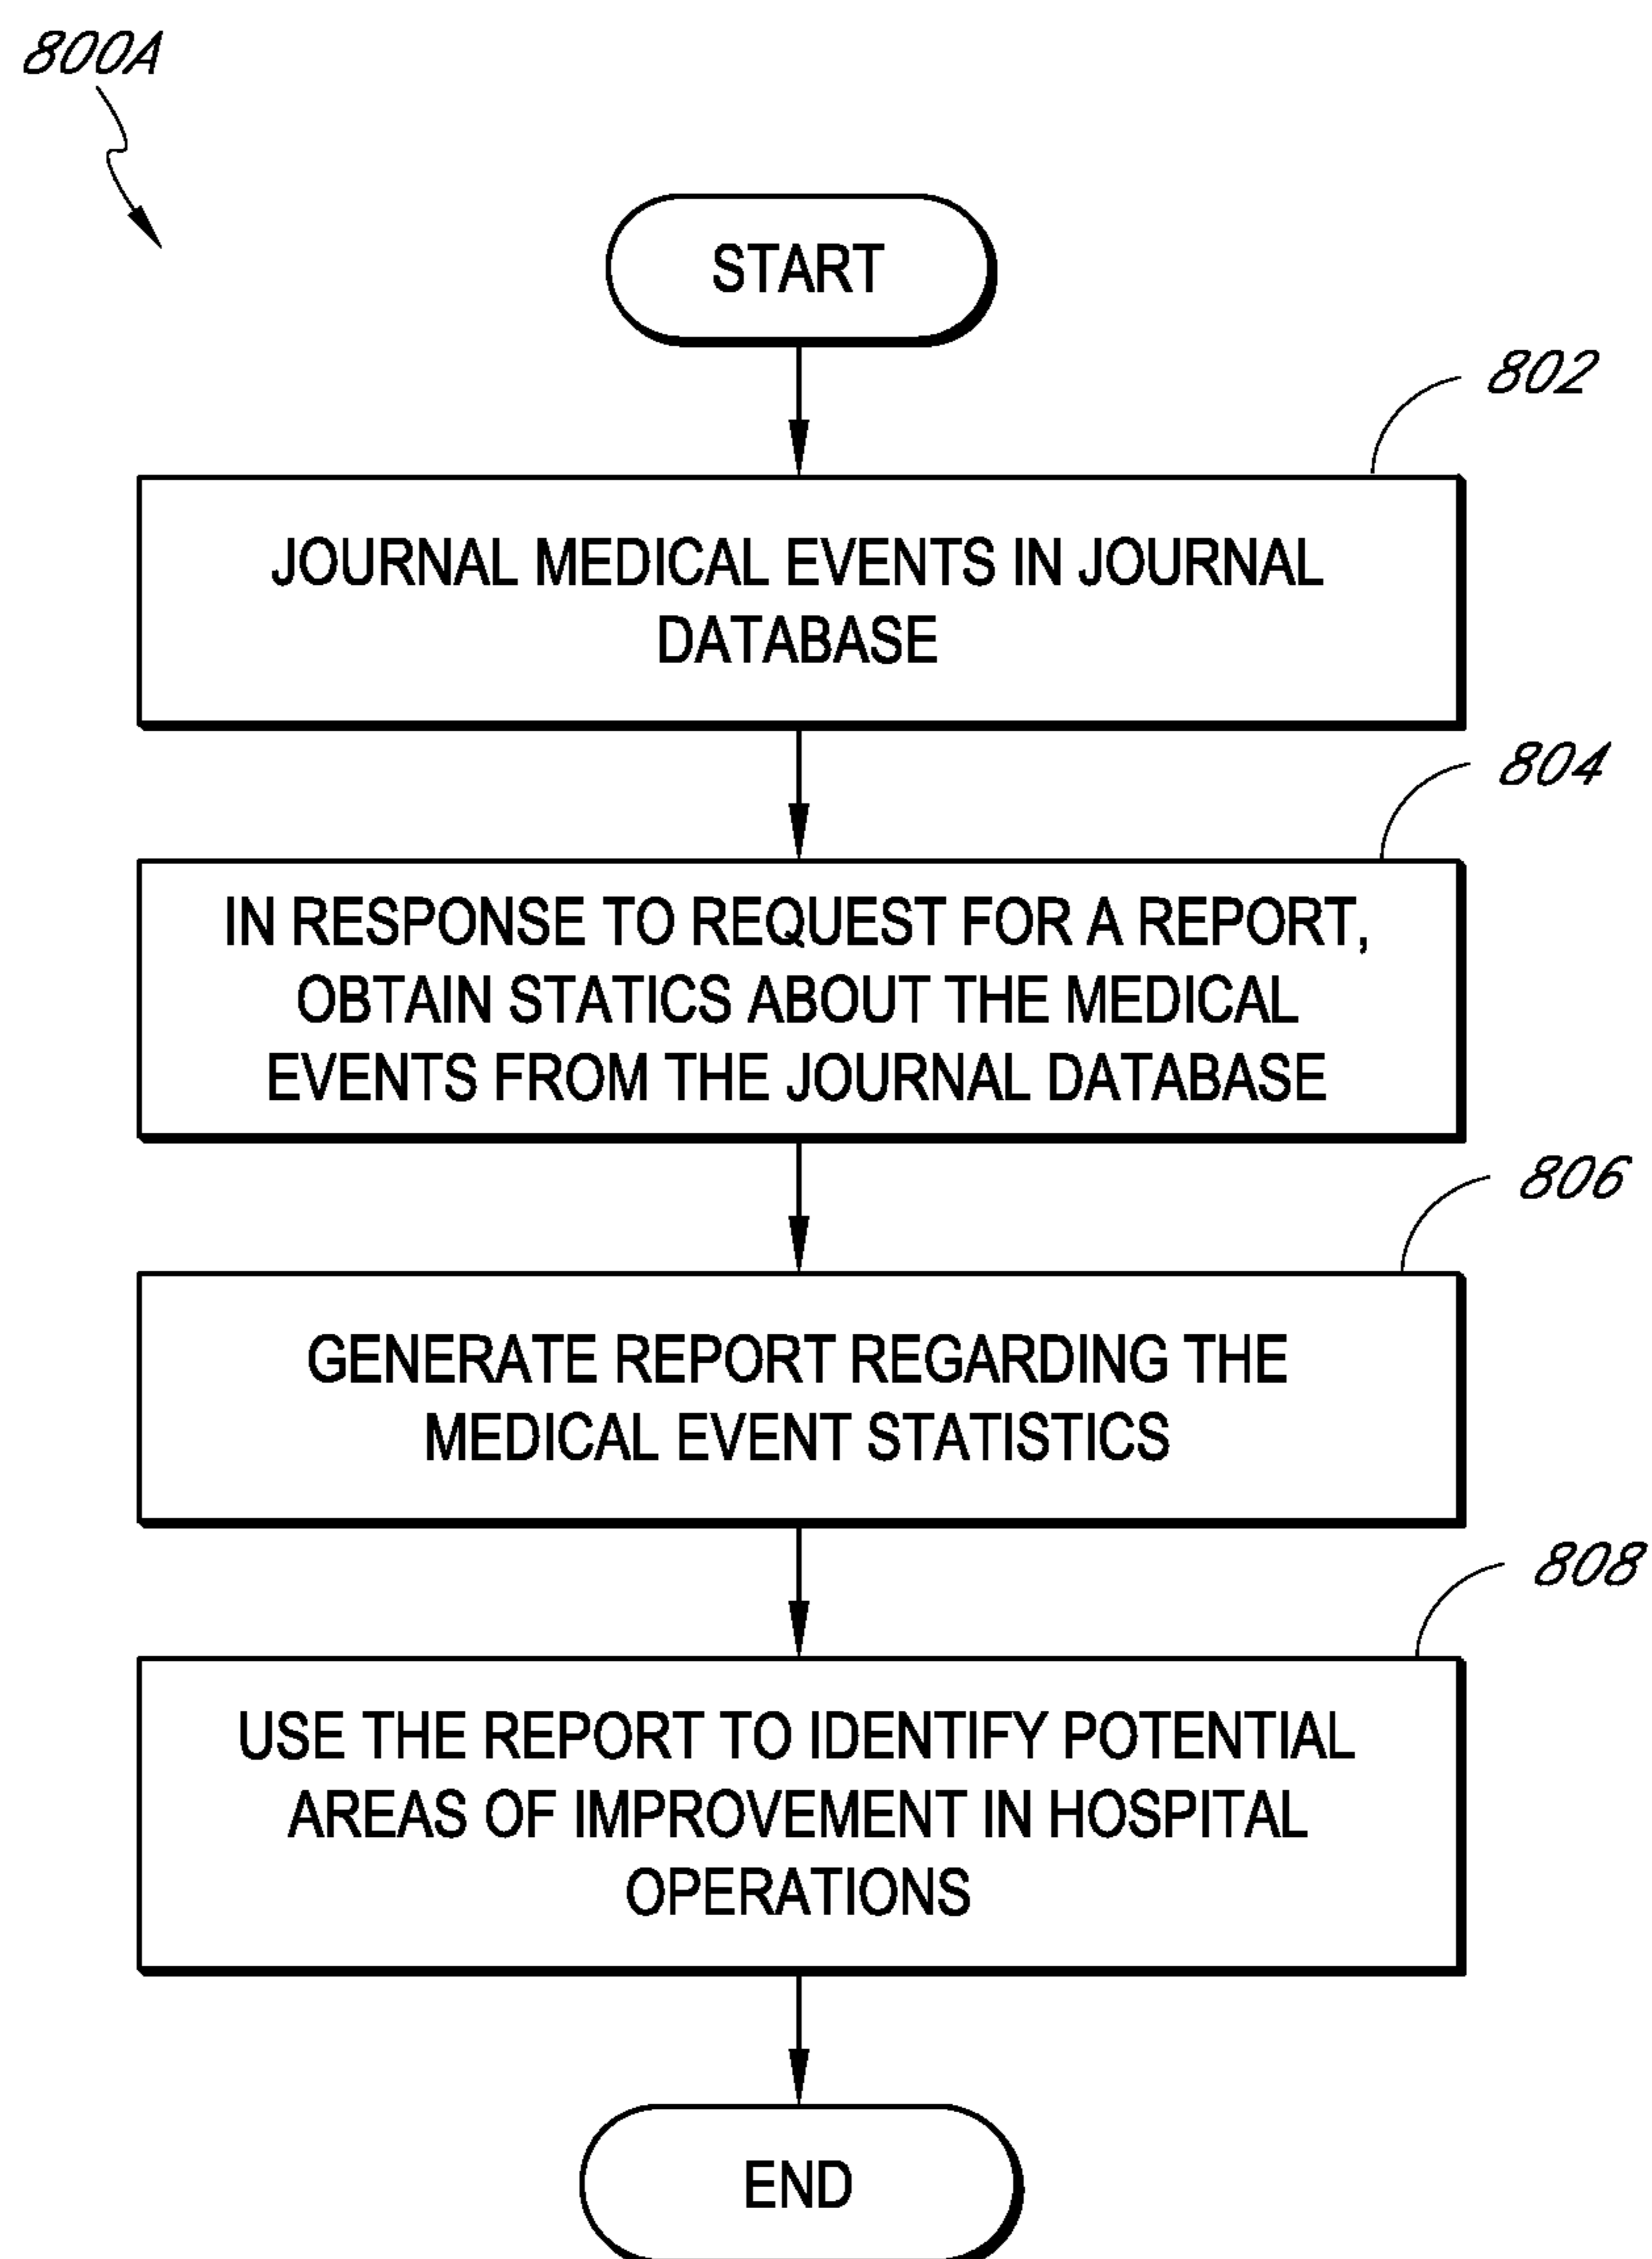 800A
START
802
JOURNAL MEDICAL EVENTS IN JOURNAL
DATABASE
804
IN RESPONSE TO REQUEST FOR A REPORT,
OBTAIN STATICS ABOUT THE MEDICAL
EVENTS FROM THE JOURNAL DATABASE
806
GENERATE REPORT REGARDING THE
MEDICAL EVENT STATISTICS
808
USE THE REPORT TO IDENTIFY POTENTIAL
AREAS OF IMPROVEMENT IN HOSPITAL
OPERATIONS
END